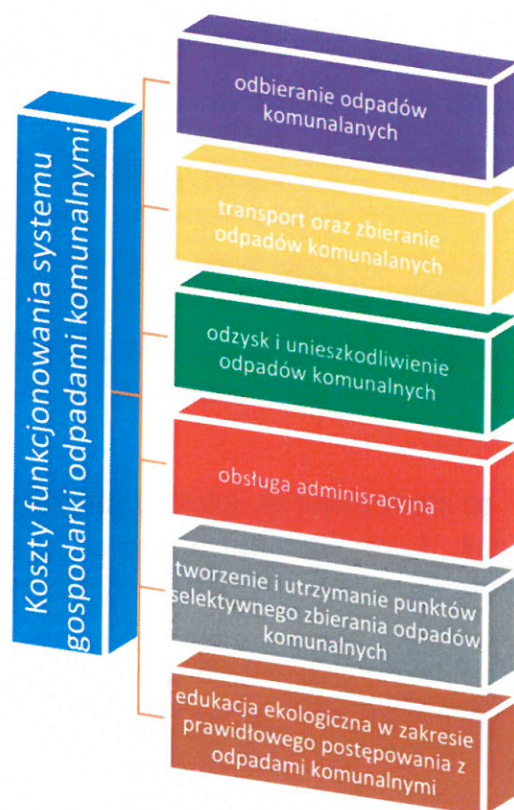 Koszty funkcjonowania systemu
gospodarki odpadami komunalnymi
odbieranie odpadów
komunalanych
transport oraz zbieranie
odpadów komunalanych
odzysk i unieszkodliwienie
odpadów komunalnych
obsługa adminisracyjna
tworzenie i utrzymanie punktów
selektywnego zbierania odpadów
komunalnych
edukacja ekologiczna w zakresie
prawidłowego postępowania z
odpadami komunalnymi